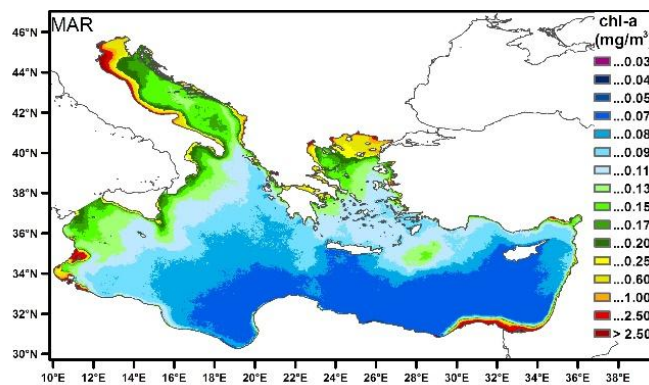 MAR
chl-a
(mg/m³)
...0.03
...0.04
...0.05
...0.07
...0.08
...0.09
...0.11
...0.13
...0.15
...0.17
...0.20
...0.25
...0.60
...1.00
...2.50
> 2.50
46°N
44°N
42°N
40°N
38°N
36°N
34°N
32°N
30°N
10°E 12°E 14°E 16°E 18°E 20°E 22°E 24°E 26°E 28°E 30°E 32°E 34°E 36°E 38°E